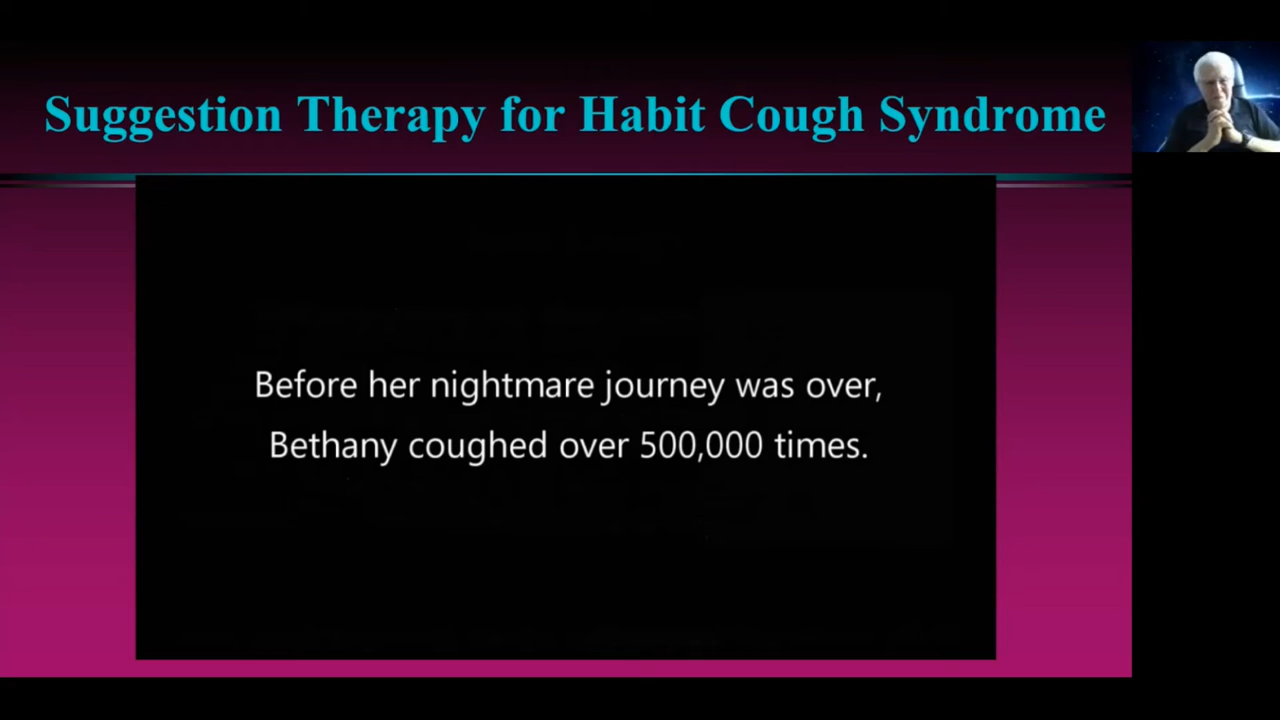 Suggestion Therapy for Habit Cough Syndrome
Before her nightmare journey was over,
Bethany coughed over 500,000 times.